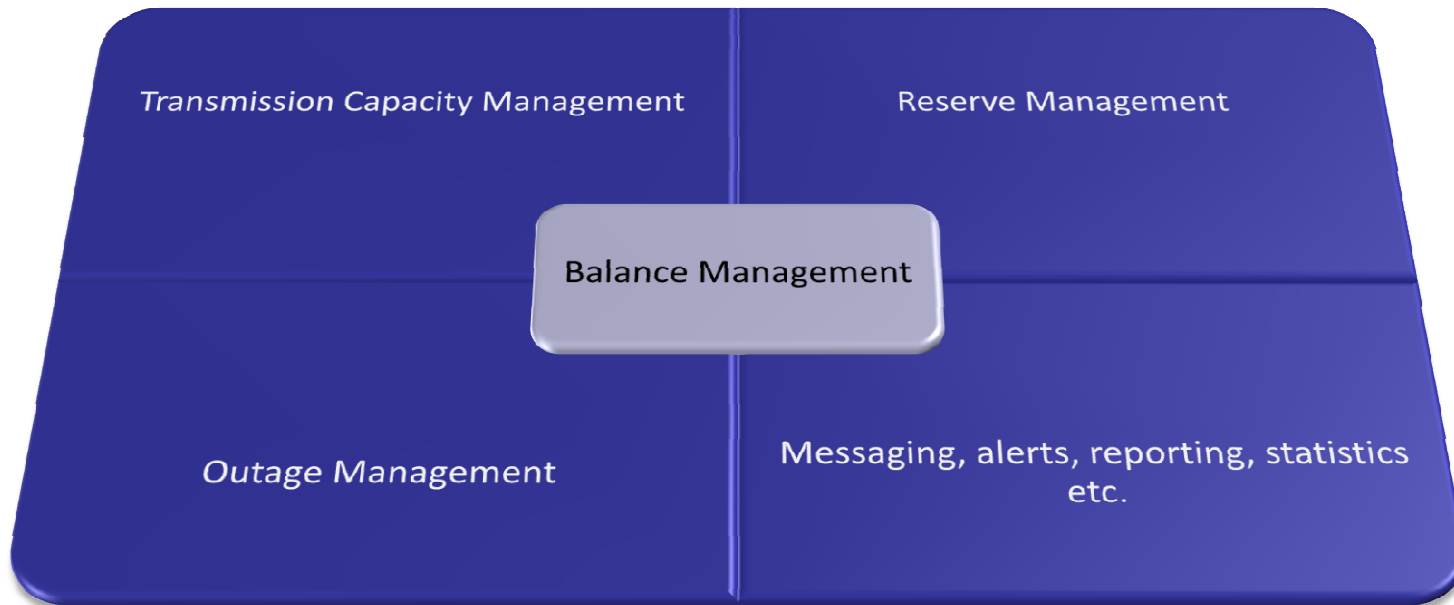 Transmission Capacity Management
Reserve Management
Balance Management
Outage Management
Messaging, alerts, reporting, statistics
etc.